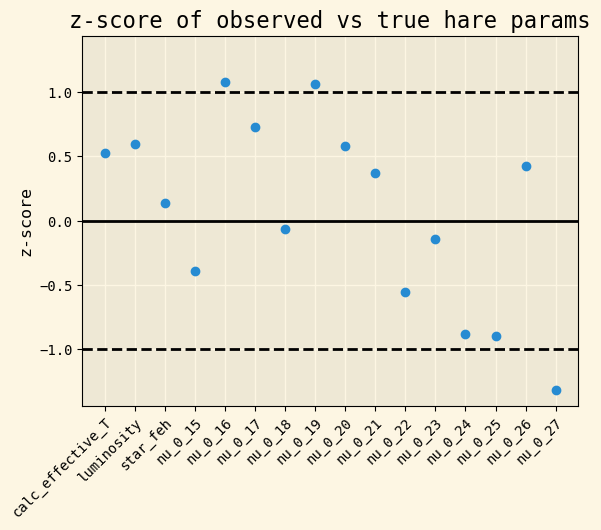 z-score of observed vs true hare params
z-score
1.0
0.5
0.0
−0.5
−1.0
calc_effective_T
luminosity
star_feh
nu_0_15
nu_0_16
nu_0_17
nu_0_18
nu_0_19
nu_0_20
nu_0_21
nu_0_22
nu_0_23
nu_0_24
nu_0_25
nu_0_26
nu_0_27